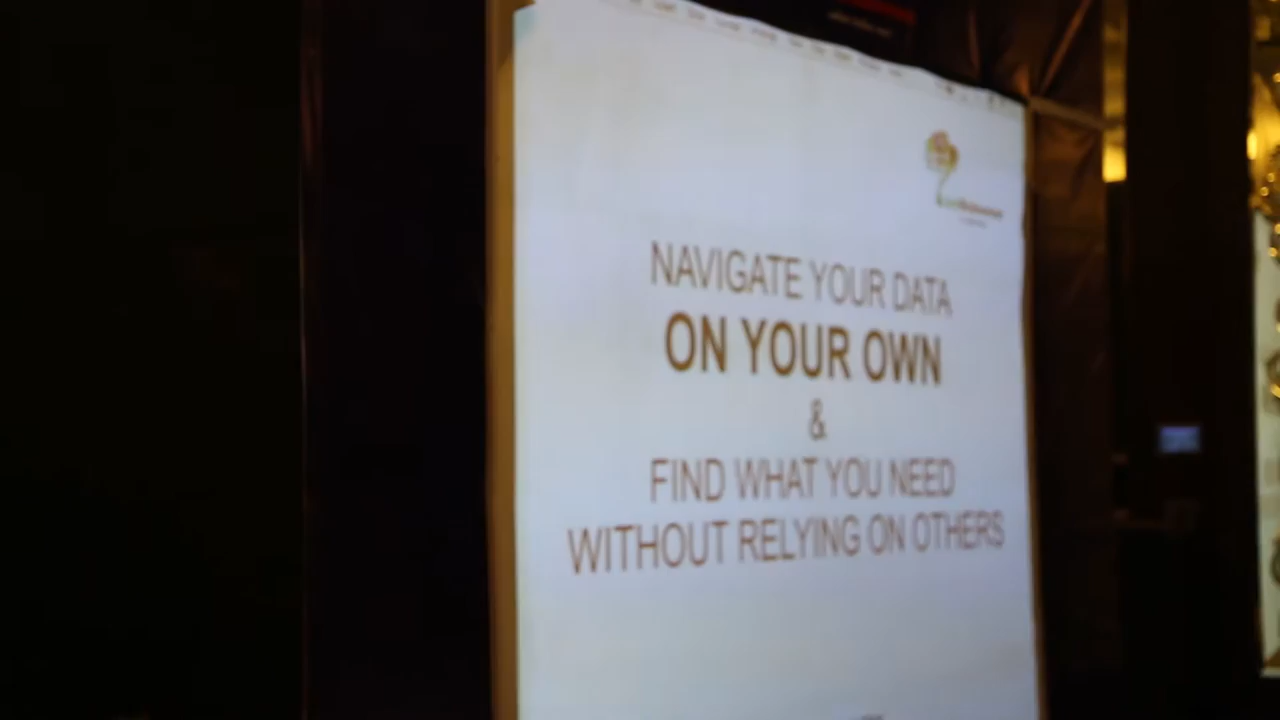 NAVIGATE YOUR DATA
ON YOUR OWN
&
FIND WHAT YOU NEED
WITHOUT RELYING ON OTHERS